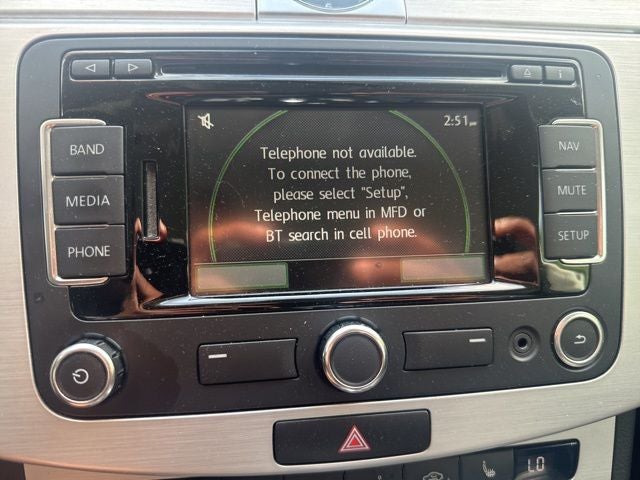 BAND
MEDIA
PHONE
2:51pm
Telephone not available.
To connect the phone,
please select "Setup",
Telephone menu in MFD or
BT search in cell phone.
NAV
MUTE
SETUP
i
LO